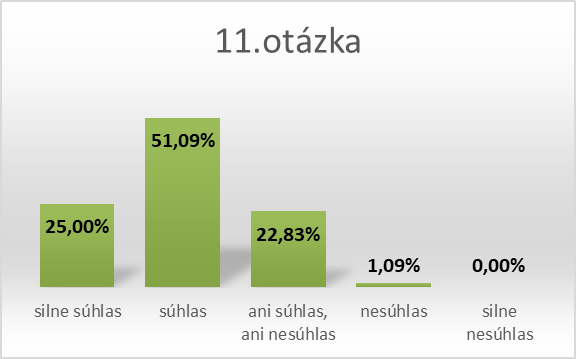 11.otázka
51,09%
25,00%
22,83%
1,09%
0,00%
silne súhlas
súhlas
ani súhlas,
ani nesúhlas
nesúhlas
silne
nesúhlas